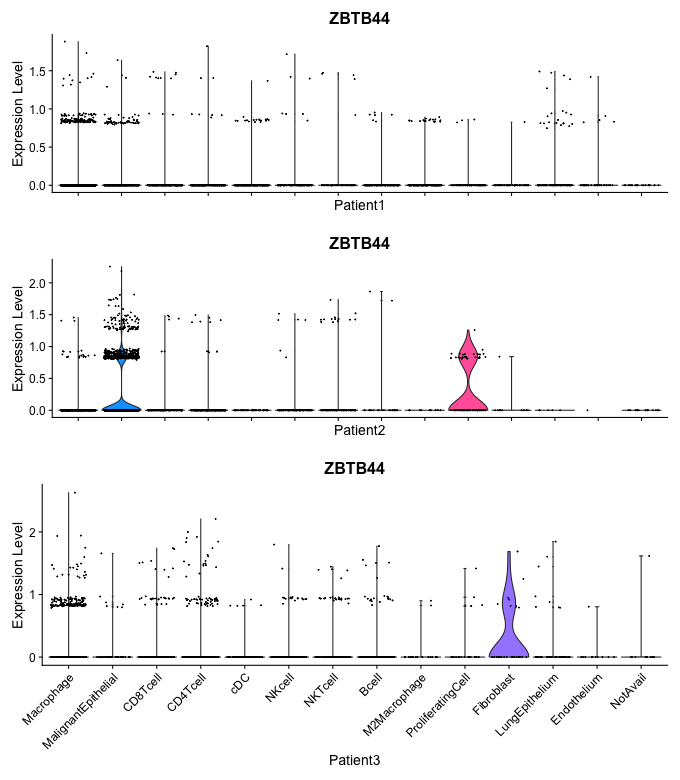 ZBTB44
Expression Level
1.5
1.0
0.5
0.0
Patient1
ZBTB44
Expression Level
2.0
1.5
1.0
0.5
0.0
Patient2
ZBTB44
Expression Level
2
1
0
Macrophage
MalignantEpithelial
CD8Tcell
CD4Tcell
cDC
NKcell
NKTcell
Bcell
M2Macrophage
ProliferatingCell
Fibroblast
LungEpithelium
Endothelium
NotAvail
Patient3